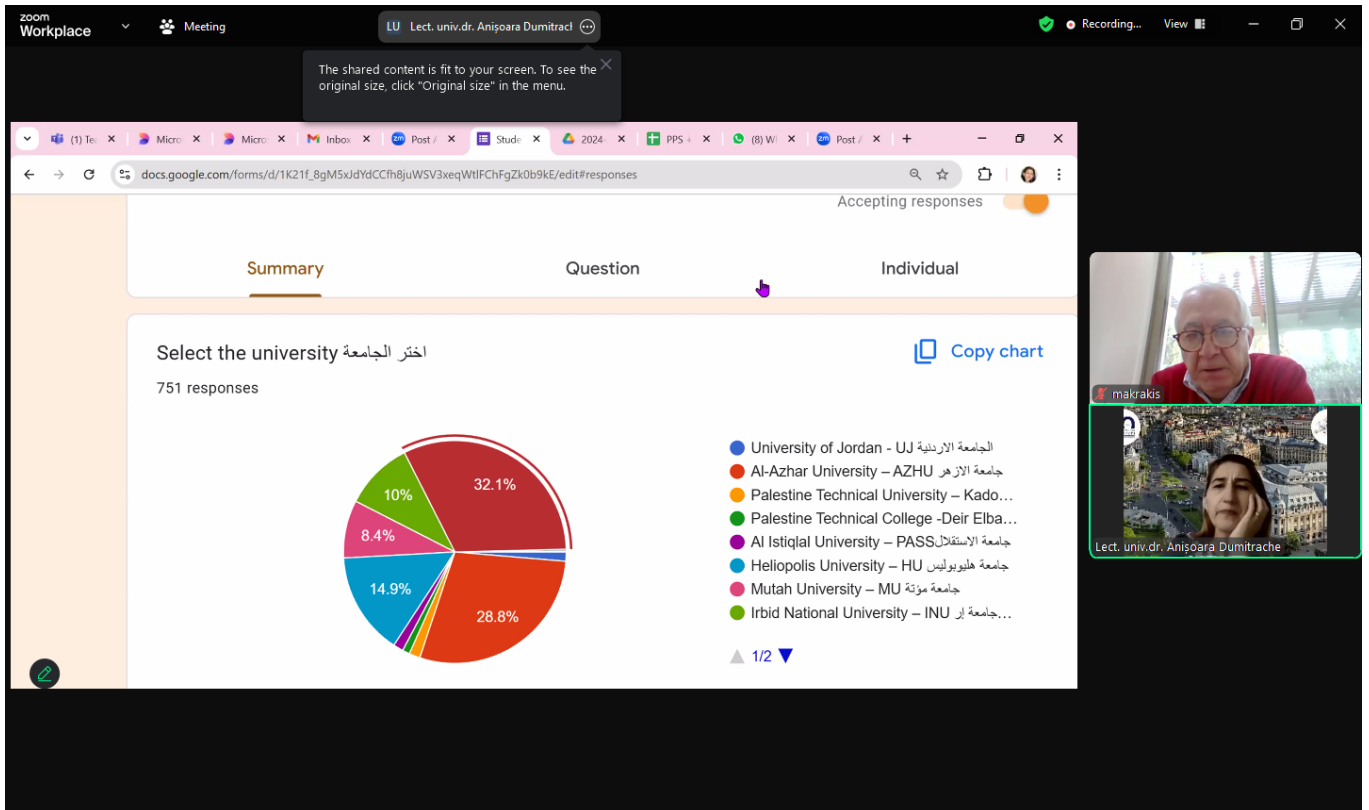 zoom
Workplace
Meeting
LU Lect. univ.dr. Anișoara Dumitracł
Recording...
View
The shared content is fit to your screen. To see the
original size, click "Original size" in the menu.
(1) Te
Micro
Micro
Inbox
Post /
Stude
2024-
PPS +
(8) W
Post /
docs.google.com/forms/d/1K21f_8gM5xJdYdCCfh8juWSV3xeqWtlFChFgZk0b9kE/edit#responses
Accepting responses
Summary
Question
Individual
Select the university اختر الجامعة
Copy chart
751 responses
32.1%
10%
8.4%
14.9%
28.8%
University of Jordan - UJ الجامعة الاردنية
Al-Azhar University – AZHU جامعة الازهر
Palestine Technical University – Kado...
Palestine Technical College -Deir Elba...
Al Istiqlal University – PASSجامعة الاستقلال
Heliopolis University – HU جامعة هليوبوليس
Mutah University – MU جامعة مؤتة
Irbid National University – INU جامعة إر...
1/2
makrakis
Lect. univ.dr. Anișoara Dumitrache